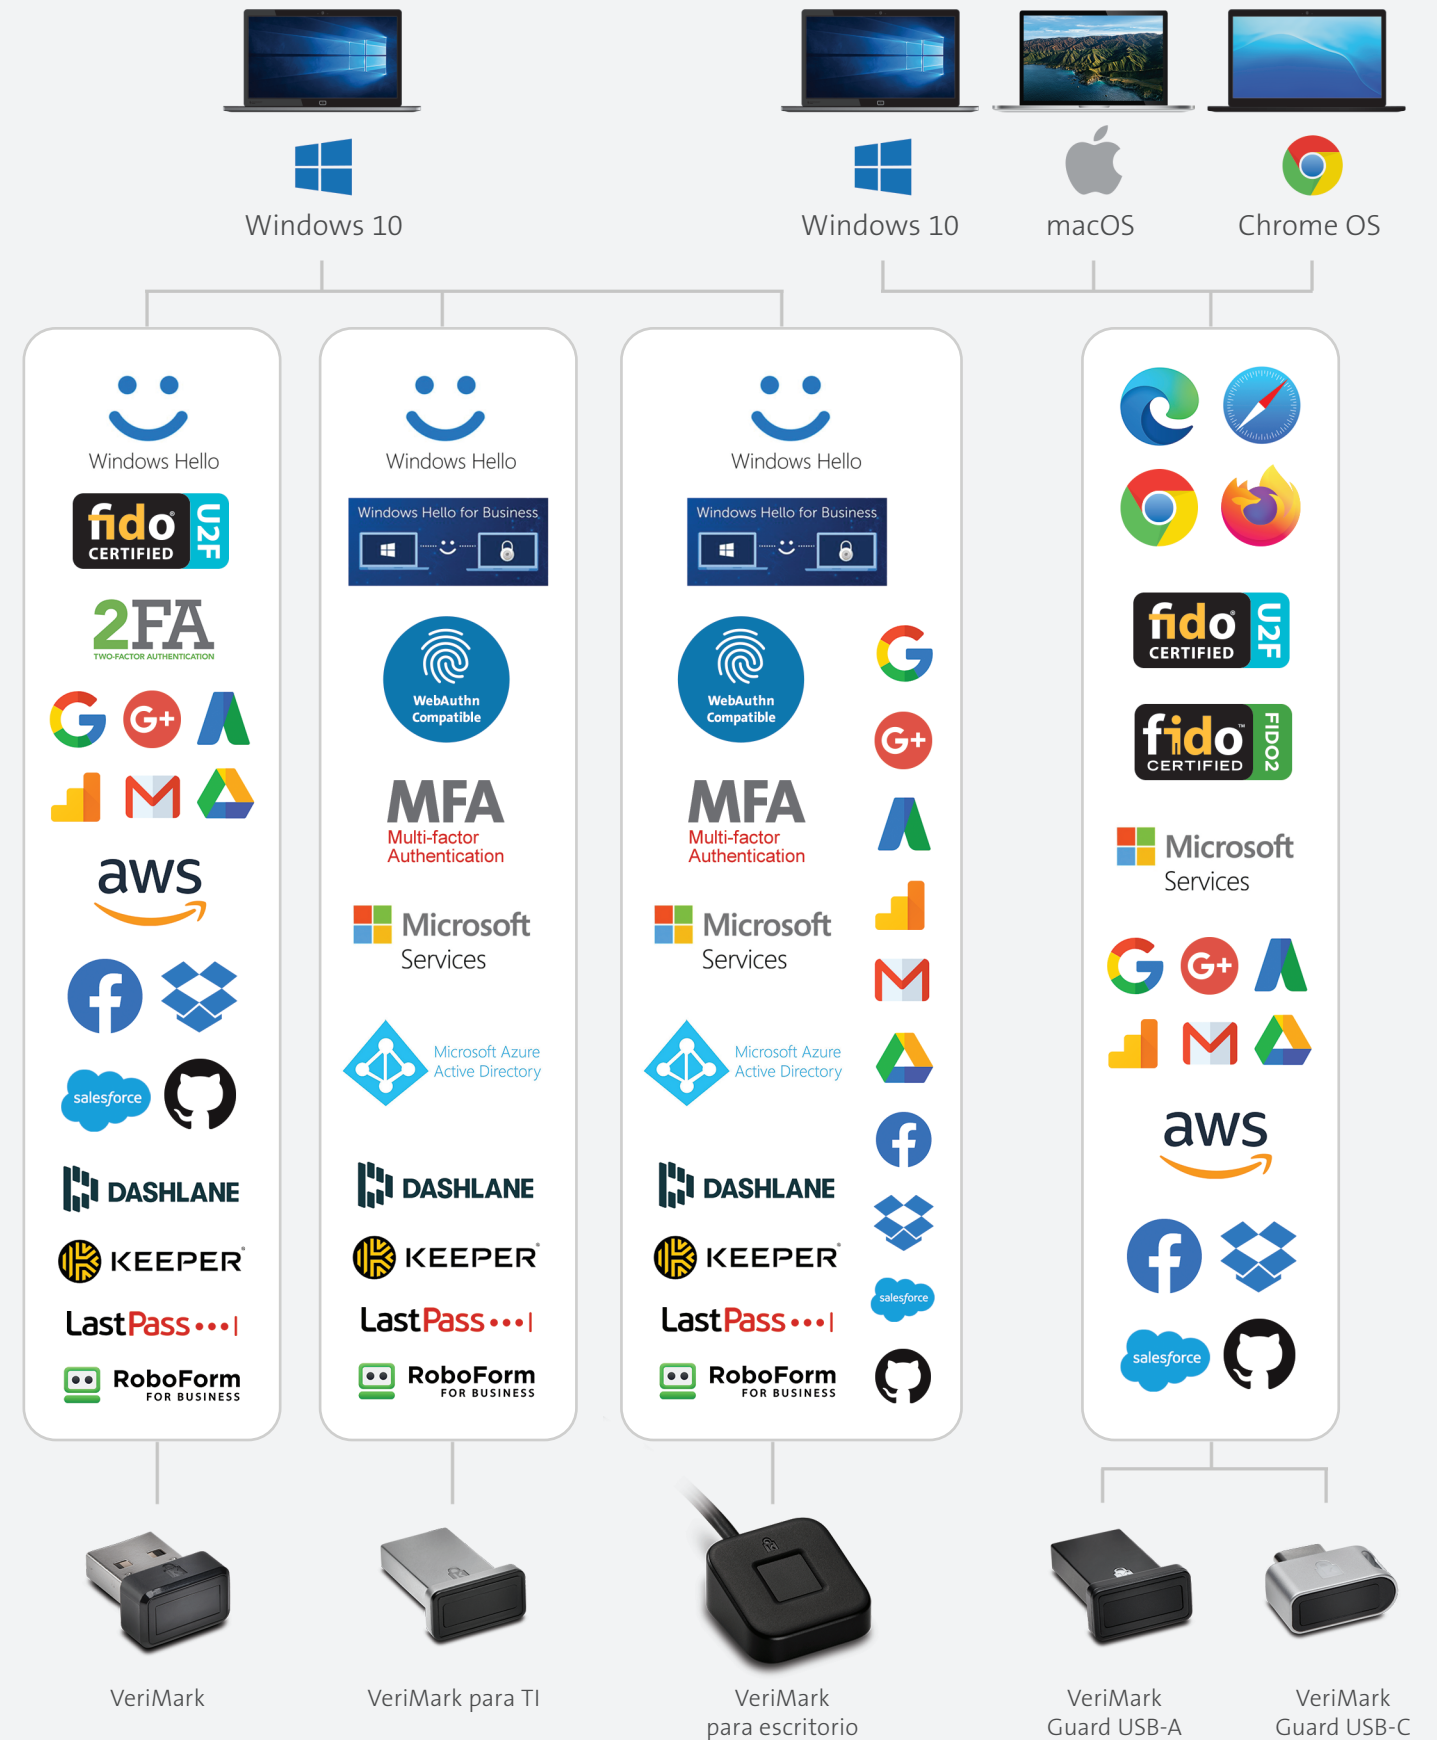 Windows 10
Windows 10
macOS
Chrome OS
Windows Hello
fido
CERTIFIED
U2F
2FA
TWO-FACTOR AUTHENTICATION
G+
aws
salesforce
DASHLANE
KEEPER
LastPass
RoboForm
FOR BUSINESS
Windows Hello
Windows Hello for Business
WebAuthn
Compatible
MFA
Multi-factor
Authentication
Microsoft
Services
Microsoft Azure
Active Directory
DASHLANE
KEEPER
LastPass
RoboForm
FOR BUSINESS
Windows Hello
Windows Hello for Business
WebAuthn
Compatible
MFA
Multi-factor
Authentication
Microsoft
Services
Microsoft Azure
Active Directory
DASHLANE
KEEPER
LastPass
RoboForm
FOR BUSINESS
G+
salesforce
fido
CERTIFIED
U2F
fido™
CERTIFIED
FIDO2
Microsoft
Services
G+
aws
salesforce
VeriMark
VeriMark para TI
VeriMark
para escritorio
VeriMark
Guard USB-A
VeriMark
Guard USB-C